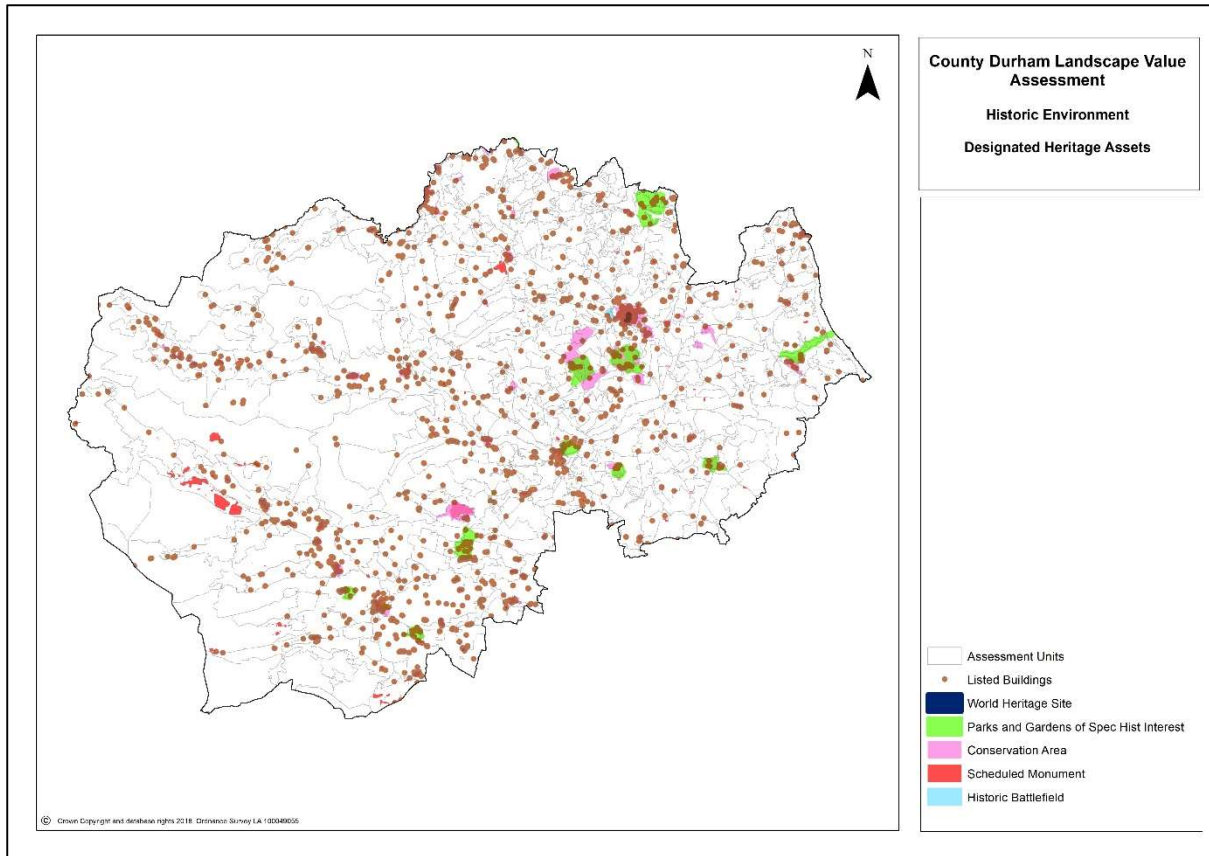 N
County Durham Landscape Value
Assessment
Historic Environment
Designated Heritage Assets
Assessment Units
Listed Buildings
World Heritage Site
Parks and Gardens of Spec Hist Interest
Conservation Area
Scheduled Monument
Historic Battlefield
© Crown Copyright and database rights 2018. Ordnance Survey LA 100049055